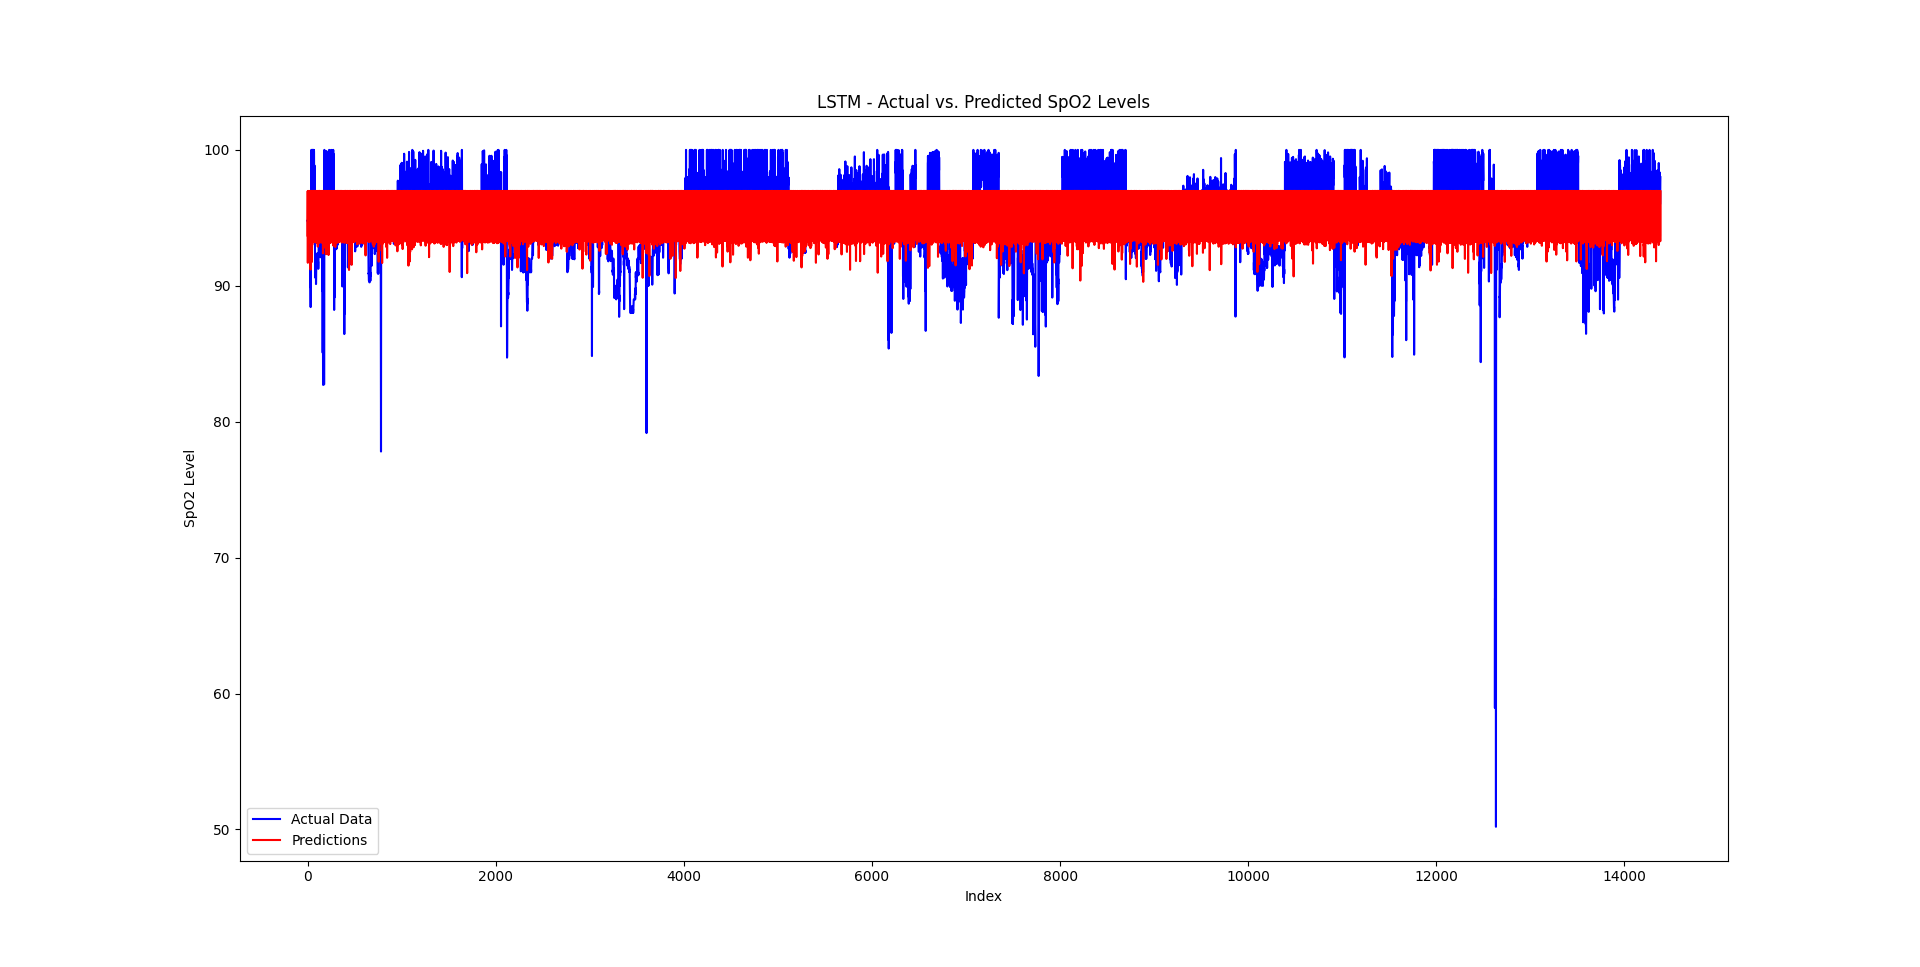 LSTM - Actual vs. Predicted SpO2 Levels
100
90
80
70
60
50
SpO2 Level
Actual Data
Predictions
0 2000 4000 6000 8000 10000 12000 14000
Index